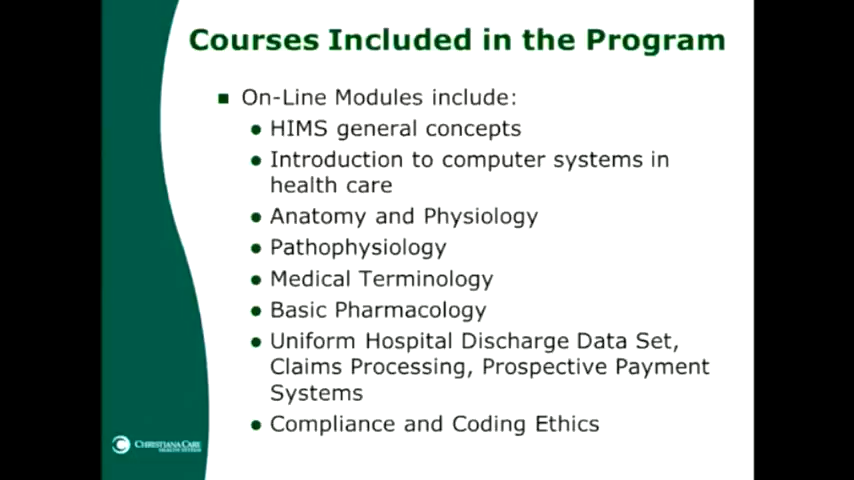 Courses Included in the Program
On-Line Modules include:
HIMS general concepts
Introduction to computer systems in
health care
Anatomy and Physiology
Pathophysiology
Medical Terminology
Basic Pharmacology
Uniform Hospital Discharge Data Set,
Claims Processing, Prospective Payment
Systems
Compliance and Coding Ethics
CHRISTIANA CARE
HEALTH SYSTEM